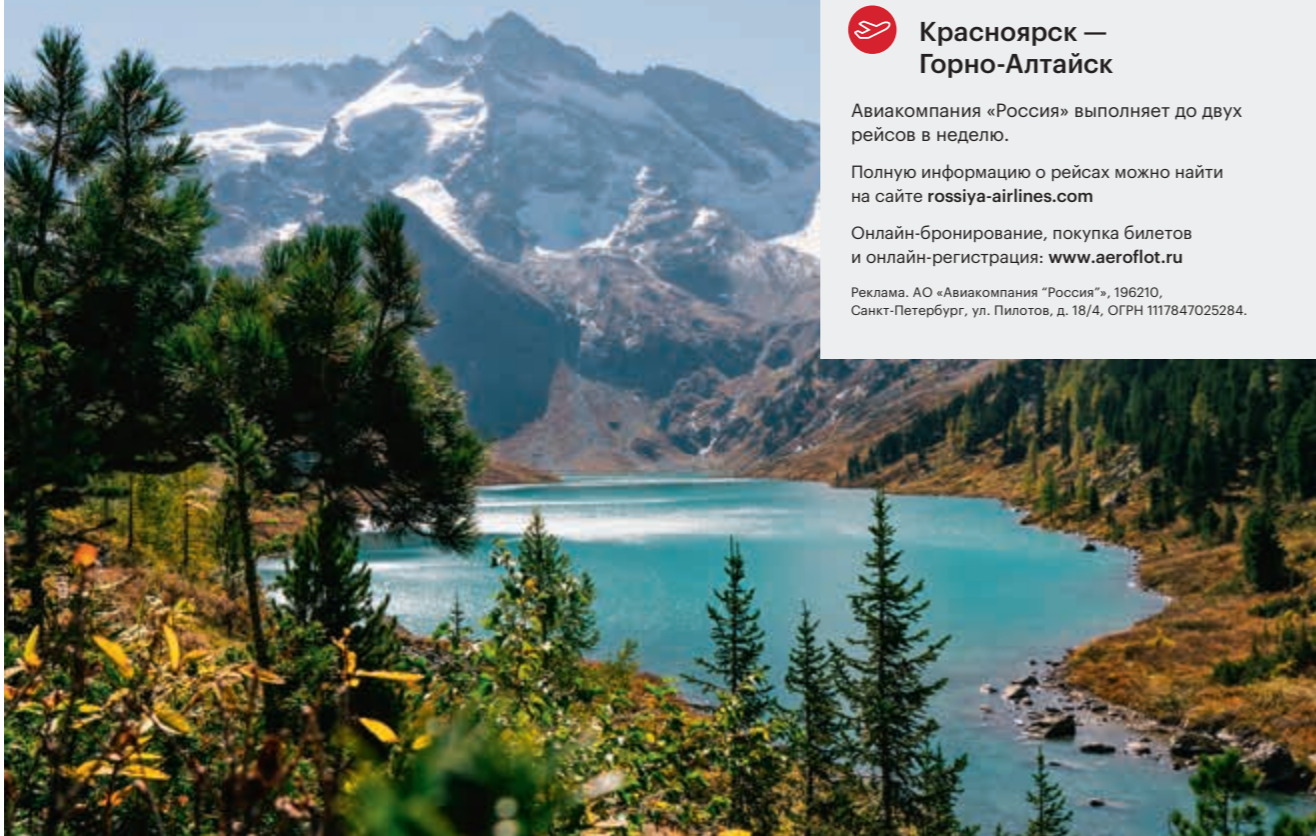 Красноярск —
Горно-Алтайск
Авиакомпания «Россия» выполняет до двух
рейсов в неделю.
Полную информацию о рейсах можно найти
на сайте rossiya-airlines.com
Онлайн-бронирование, покупка билетов
и онлайн-регистрация: www.aeroflot.ru
Реклама. АО «Авиакомпания “Россия”», 196210,
Санкт-Петербург, ул. Пилотов, д. 18/4, ОГРН 1117847025284.